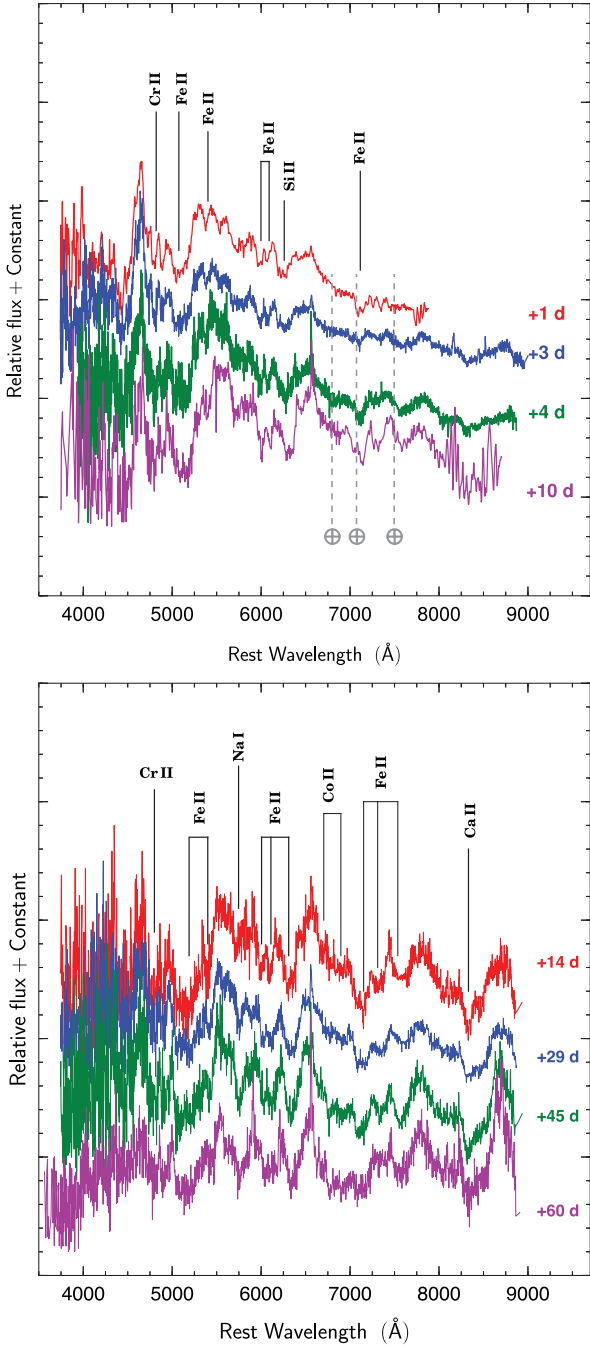 Cr II
Fe II
Fe II
Fe II
Si II
Fe II
Relative flux + Constant
+1 d
+3 d
+4 d
+10 d
4000 5000 6000 7000 8000 9000
Rest Wavelength (Å)
Cr II
Fe II
Na I
Fe II
Co II
Fe II
Ca II
Relative flux + Constant
+14 d
+29 d
+45 d
+60 d
4000 5000 6000 7000 8000 9000
Rest Wavelength (Å)